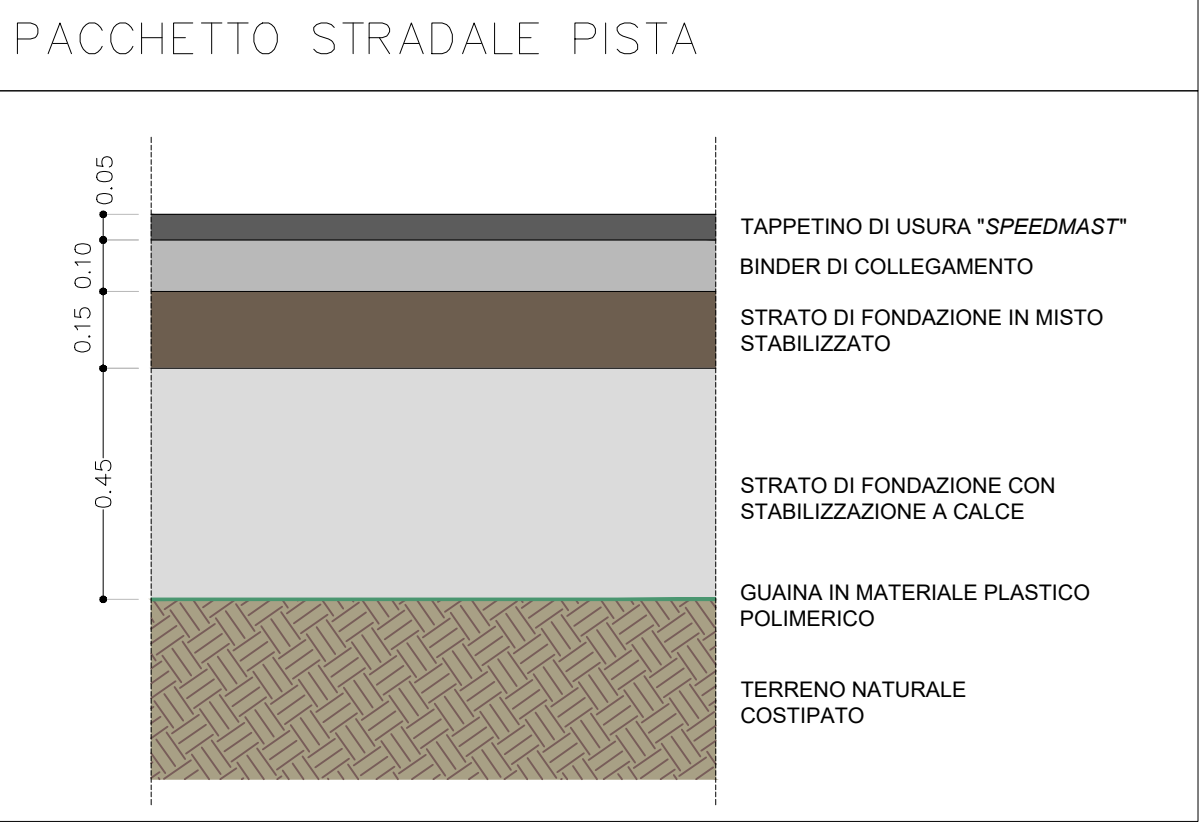 PACCHETTO STRADALE PISTA
0.05
0.10
0.15
0.45
TAPPETINO DI USURA "SPEEDMAST"
BINDER DI COLLEGAMENTO
STRATO DI FONDAZIONE IN MISTO
STABILIZZATO
STRATO DI FONDAZIONE CON
STABILIZZAZIONE A CALCE
GUAINA IN MATERIALE PLASTICO
POLIMERICO
TERRENO NATURALE
COSTIPATO